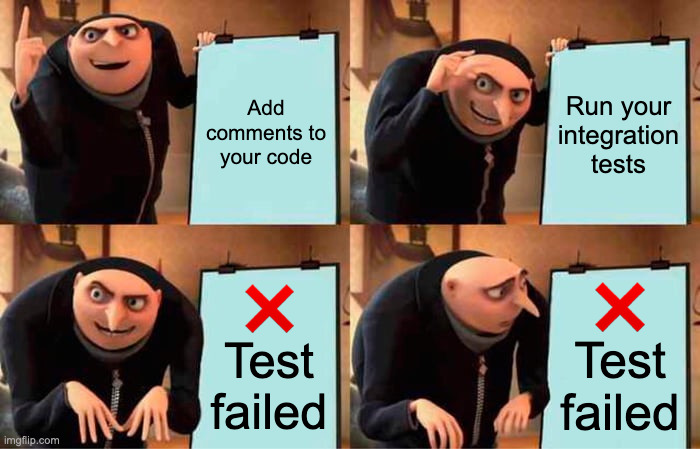 Add
comments to
your code
Run your
integration
tests
❌
Test
failed
❌
Test
failed
imgflip.com